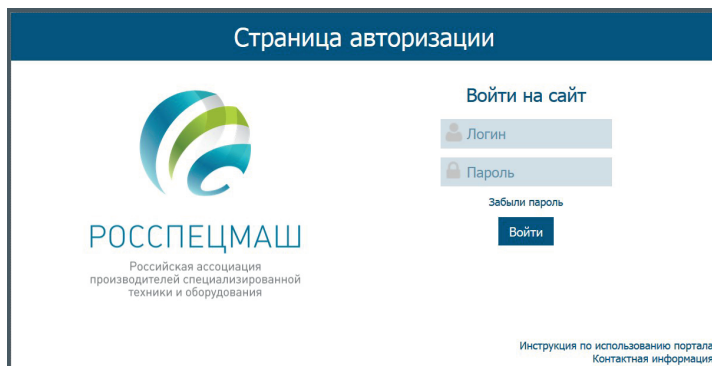 Страница авторизации
РОССПЕЦМАШ
Российская ассоциация
производителей специализированной
техники и оборудования
Войти на сайт
Логин
Пароль
Забыли пароль
Войти
Инструкция по использованию портала
Контактная информация